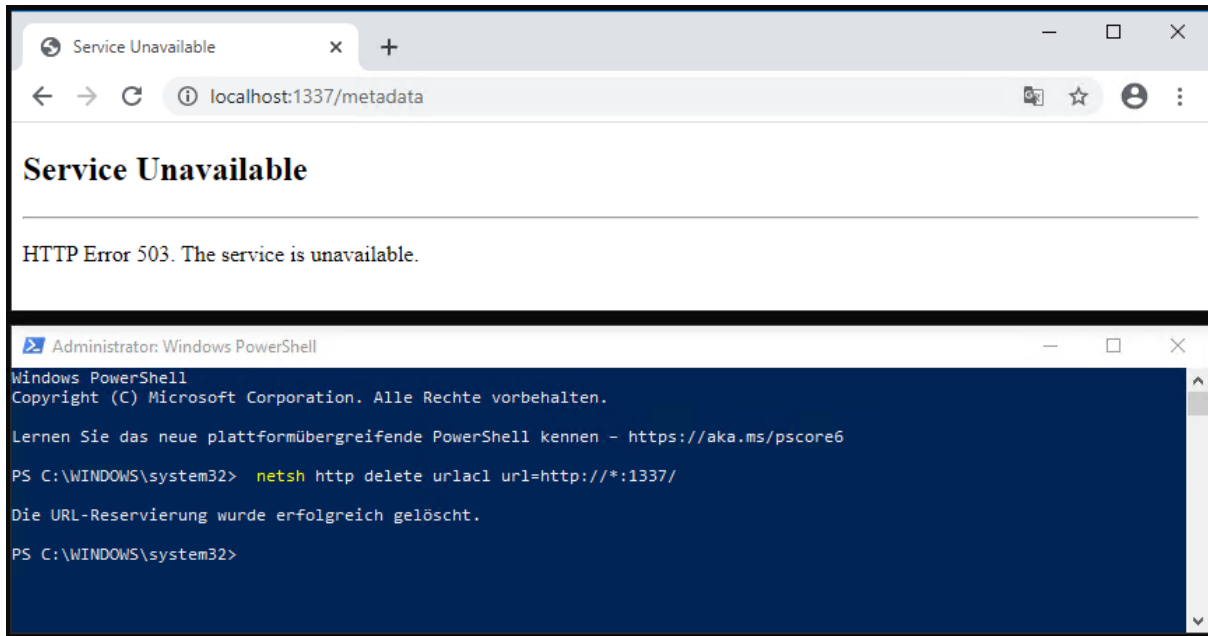 Service Unavailable
localhost:1337/metadata
Service Unavailable
HTTP Error 503. The service is unavailable.
Administrator: Windows PowerShell
Windows PowerShell
Copyright (C) Microsoft Corporation. Alle Rechte vorbehalten.
Lernen Sie das neue plattformübergreifende PowerShell kennen – https://aka.ms/pscore6
PS C:\WINDOWS\system32>  netsh http delete urlacl url=http://*:1337/
Die URL-Reservierung wurde erfolgreich gelöscht.
PS C:\WINDOWS\system32>